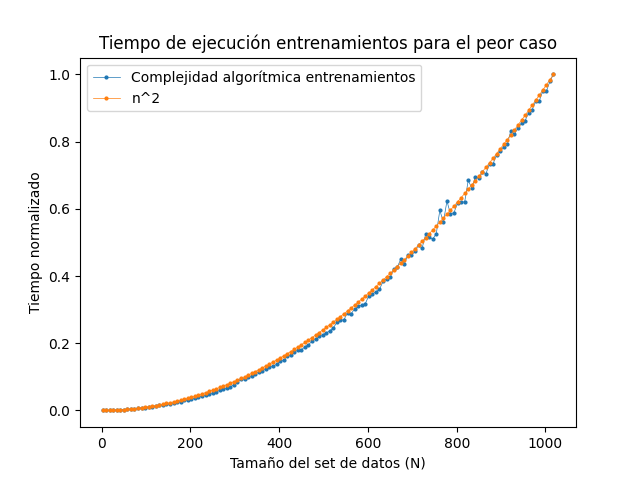 Tiempo de ejecución entrenamientos para el peor caso
Complejidad algorítmica entrenamientos
n^2
1.0
0.8
0.6
0.4
0.2
0.0
Tiempo normalizado
0 200 400 600 800 1000
Tamaño del set de datos (N)